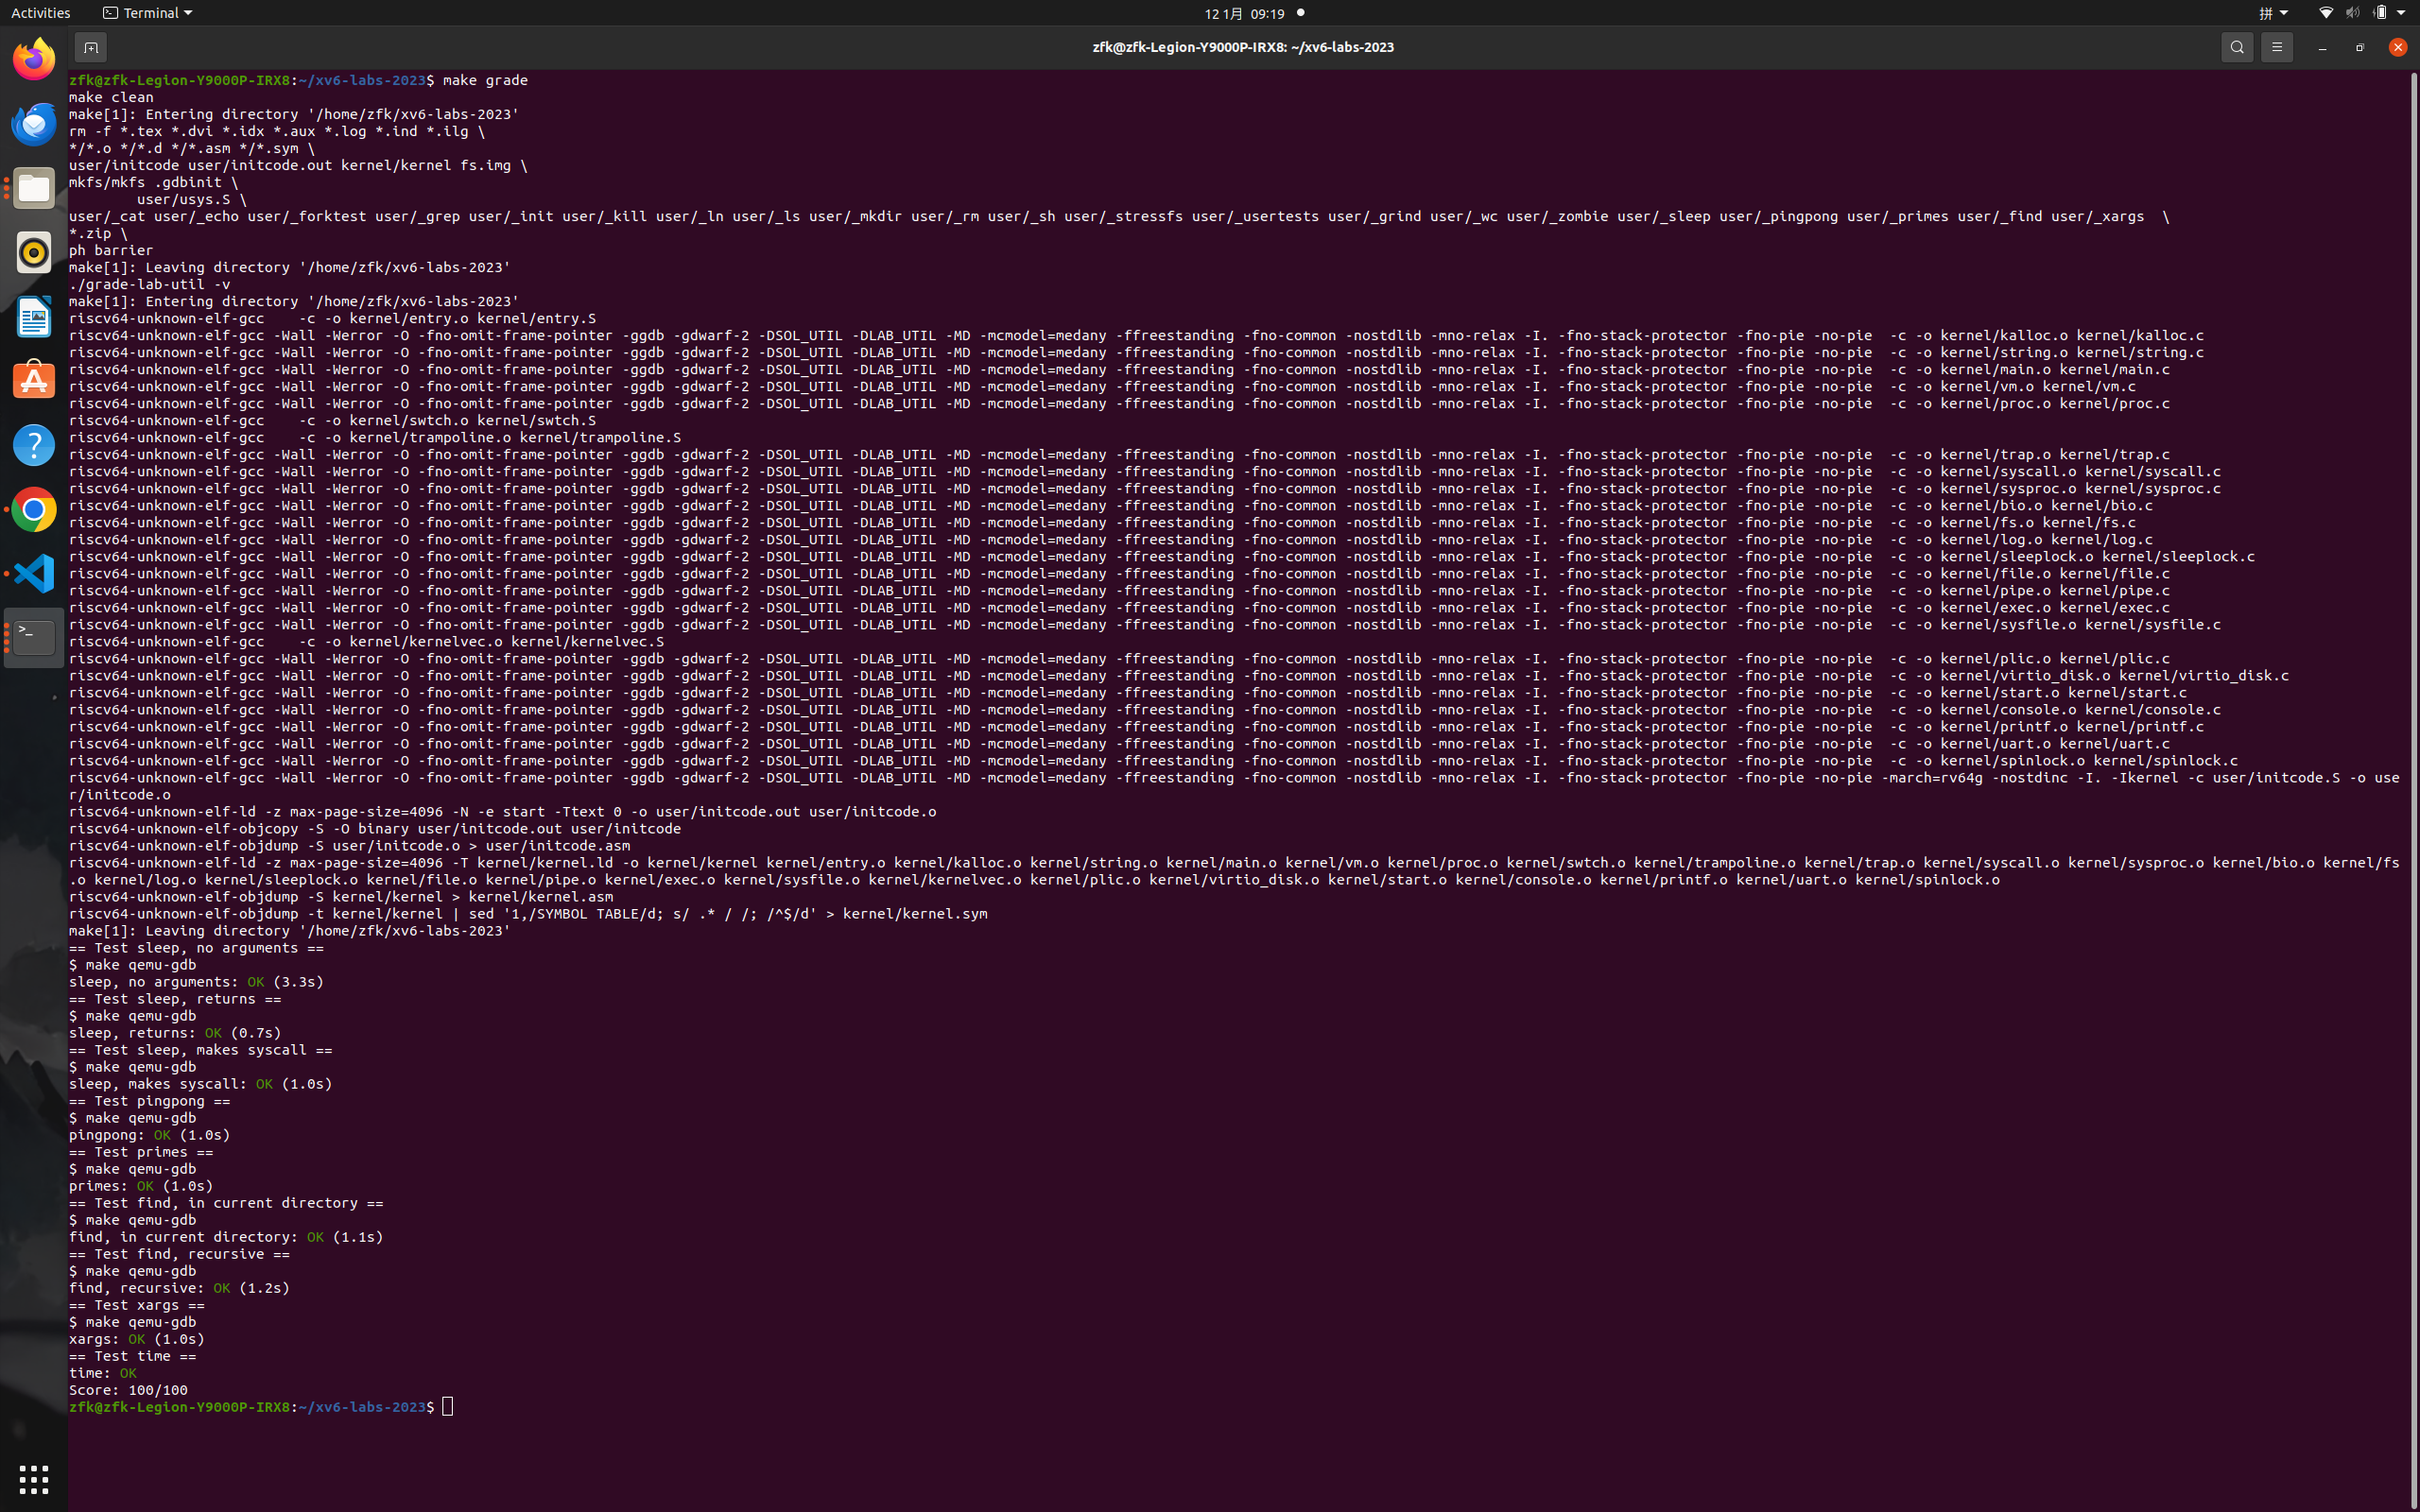 Activities
Terminal
12 1月 09:19
拼
zfk@zfk-Legion-Y9000P-IRX8: ~/xv6-labs-2023
zfk@zfk-Legion-Y9000P-IRX8:~/xv6-labs-2023$ make grade
make clean
make[1]: Entering directory '/home/zfk/xv6-labs-2023'
rm -f *.tex *.dvi *.idx *.aux *.log *.ind *.ilg \
*/*.o */*.d */*.asm */*.sym \
user/initcode user/initcode.out kernel/kernel fs.img \
mkfs/mkfs .gdbinit \
        user/usys.S \
user/_cat user/_echo user/_forktest user/_grep user/_init user/_kill user/_ln user/_ls user/_mkdir user/_rm user/_sh user/_stressfs user/_usertests user/_grind user/_wc user/_zombie user/_sleep user/_pingpong user/_primes user/_find user/_xargs  \
*.zip \
ph barrier
make[1]: Leaving directory '/home/zfk/xv6-labs-2023'
./grade-lab-util -v
make[1]: Entering directory '/home/zfk/xv6-labs-2023'
riscv64-unknown-elf-gcc    -c -o kernel/entry.o kernel/entry.S
riscv64-unknown-elf-gcc -Wall -Werror -O -fno-omit-frame-pointer -ggdb -gdwarf-2 -DSOL_UTIL -DLAB_UTIL -MD -mcmodel=medany -ffreestanding -fno-common -nostdlib -mno-relax -I. -fno-stack-protector -fno-pie -no-pie  -c -o kernel/kalloc.o kernel/kalloc.c
riscv64-unknown-elf-gcc -Wall -Werror -O -fno-omit-frame-pointer -ggdb -gdwarf-2 -DSOL_UTIL -DLAB_UTIL -MD -mcmodel=medany -ffreestanding -fno-common -nostdlib -mno-relax -I. -fno-stack-protector -fno-pie -no-pie  -c -o kernel/string.o kernel/string.c
riscv64-unknown-elf-gcc -Wall -Werror -O -fno-omit-frame-pointer -ggdb -gdwarf-2 -DSOL_UTIL -DLAB_UTIL -MD -mcmodel=medany -ffreestanding -fno-common -nostdlib -mno-relax -I. -fno-stack-protector -fno-pie -no-pie  -c -o kernel/main.o kernel/main.c
riscv64-unknown-elf-gcc -Wall -Werror -O -fno-omit-frame-pointer -ggdb -gdwarf-2 -DSOL_UTIL -DLAB_UTIL -MD -mcmodel=medany -ffreestanding -fno-common -nostdlib -mno-relax -I. -fno-stack-protector -fno-pie -no-pie  -c -o kernel/vm.o kernel/vm.c
riscv64-unknown-elf-gcc -Wall -Werror -O -fno-omit-frame-pointer -ggdb -gdwarf-2 -DSOL_UTIL -DLAB_UTIL -MD -mcmodel=medany -ffreestanding -fno-common -nostdlib -mno-relax -I. -fno-stack-protector -fno-pie -no-pie  -c -o kernel/proc.o kernel/proc.c
riscv64-unknown-elf-gcc    -c -o kernel/swtch.o kernel/swtch.S
riscv64-unknown-elf-gcc    -c -o kernel/trampoline.o kernel/trampoline.S
riscv64-unknown-elf-gcc -Wall -Werror -O -fno-omit-frame-pointer -ggdb -gdwarf-2 -DSOL_UTIL -DLAB_UTIL -MD -mcmodel=medany -ffreestanding -fno-common -nostdlib -mno-relax -I. -fno-stack-protector -fno-pie -no-pie  -c -o kernel/trap.o kernel/trap.c
riscv64-unknown-elf-gcc -Wall -Werror -O -fno-omit-frame-pointer -ggdb -gdwarf-2 -DSOL_UTIL -DLAB_UTIL -MD -mcmodel=medany -ffreestanding -fno-common -nostdlib -mno-relax -I. -fno-stack-protector -fno-pie -no-pie  -c -o kernel/syscall.o kernel/syscall.c
riscv64-unknown-elf-gcc -Wall -Werror -O -fno-omit-frame-pointer -ggdb -gdwarf-2 -DSOL_UTIL -DLAB_UTIL -MD -mcmodel=medany -ffreestanding -fno-common -nostdlib -mno-relax -I. -fno-stack-protector -fno-pie -no-pie  -c -o kernel/sysproc.o kernel/sysproc.c
riscv64-unknown-elf-gcc -Wall -Werror -O -fno-omit-frame-pointer -ggdb -gdwarf-2 -DSOL_UTIL -DLAB_UTIL -MD -mcmodel=medany -ffreestanding -fno-common -nostdlib -mno-relax -I. -fno-stack-protector -fno-pie -no-pie  -c -o kernel/bio.o kernel/bio.c
riscv64-unknown-elf-gcc -Wall -Werror -O -fno-omit-frame-pointer -ggdb -gdwarf-2 -DSOL_UTIL -DLAB_UTIL -MD -mcmodel=medany -ffreestanding -fno-common -nostdlib -mno-relax -I. -fno-stack-protector -fno-pie -no-pie  -c -o kernel/fs.o kernel/fs.c
riscv64-unknown-elf-gcc -Wall -Werror -O -fno-omit-frame-pointer -ggdb -gdwarf-2 -DSOL_UTIL -DLAB_UTIL -MD -mcmodel=medany -ffreestanding -fno-common -nostdlib -mno-relax -I. -fno-stack-protector -fno-pie -no-pie  -c -o kernel/log.o kernel/log.c
riscv64-unknown-elf-gcc -Wall -Werror -O -fno-omit-frame-pointer -ggdb -gdwarf-2 -DSOL_UTIL -DLAB_UTIL -MD -mcmodel=medany -ffreestanding -fno-common -nostdlib -mno-relax -I. -fno-stack-protector -fno-pie -no-pie  -c -o kernel/sleeplock.o kernel/sleeplock.c
riscv64-unknown-elf-gcc -Wall -Werror -O -fno-omit-frame-pointer -ggdb -gdwarf-2 -DSOL_UTIL -DLAB_UTIL -MD -mcmodel=medany -ffreestanding -fno-common -nostdlib -mno-relax -I. -fno-stack-protector -fno-pie -no-pie  -c -o kernel/file.o kernel/file.c
riscv64-unknown-elf-gcc -Wall -Werror -O -fno-omit-frame-pointer -ggdb -gdwarf-2 -DSOL_UTIL -DLAB_UTIL -MD -mcmodel=medany -ffreestanding -fno-common -nostdlib -mno-relax -I. -fno-stack-protector -fno-pie -no-pie  -c -o kernel/pipe.o kernel/pipe.c
riscv64-unknown-elf-gcc -Wall -Werror -O -fno-omit-frame-pointer -ggdb -gdwarf-2 -DSOL_UTIL -DLAB_UTIL -MD -mcmodel=medany -ffreestanding -fno-common -nostdlib -mno-relax -I. -fno-stack-protector -fno-pie -no-pie  -c -o kernel/exec.o kernel/exec.c
riscv64-unknown-elf-gcc -Wall -Werror -O -fno-omit-frame-pointer -ggdb -gdwarf-2 -DSOL_UTIL -DLAB_UTIL -MD -mcmodel=medany -ffreestanding -fno-common -nostdlib -mno-relax -I. -fno-stack-protector -fno-pie -no-pie  -c -o kernel/sysfile.o kernel/sysfile.c
riscv64-unknown-elf-gcc    -c -o kernel/kernelvec.o kernel/kernelvec.S
riscv64-unknown-elf-gcc -Wall -Werror -O -fno-omit-frame-pointer -ggdb -gdwarf-2 -DSOL_UTIL -DLAB_UTIL -MD -mcmodel=medany -ffreestanding -fno-common -nostdlib -mno-relax -I. -fno-stack-protector -fno-pie -no-pie  -c -o kernel/plic.o kernel/plic.c
riscv64-unknown-elf-gcc -Wall -Werror -O -fno-omit-frame-pointer -ggdb -gdwarf-2 -DSOL_UTIL -DLAB_UTIL -MD -mcmodel=medany -ffreestanding -fno-common -nostdlib -mno-relax -I. -fno-stack-protector -fno-pie -no-pie  -c -o kernel/virtio_disk.o kernel/virtio_disk.c
riscv64-unknown-elf-gcc -Wall -Werror -O -fno-omit-frame-pointer -ggdb -gdwarf-2 -DSOL_UTIL -DLAB_UTIL -MD -mcmodel=medany -ffreestanding -fno-common -nostdlib -mno-relax -I. -fno-stack-protector -fno-pie -no-pie  -c -o kernel/start.o kernel/start.c
riscv64-unknown-elf-gcc -Wall -Werror -O -fno-omit-frame-pointer -ggdb -gdwarf-2 -DSOL_UTIL -DLAB_UTIL -MD -mcmodel=medany -ffreestanding -fno-common -nostdlib -mno-relax -I. -fno-stack-protector -fno-pie -no-pie  -c -o kernel/console.o kernel/console.c
riscv64-unknown-elf-gcc -Wall -Werror -O -fno-omit-frame-pointer -ggdb -gdwarf-2 -DSOL_UTIL -DLAB_UTIL -MD -mcmodel=medany -ffreestanding -fno-common -nostdlib -mno-relax -I. -fno-stack-protector -fno-pie -no-pie  -c -o kernel/printf.o kernel/printf.c
riscv64-unknown-elf-gcc -Wall -Werror -O -fno-omit-frame-pointer -ggdb -gdwarf-2 -DSOL_UTIL -DLAB_UTIL -MD -mcmodel=medany -ffreestanding -fno-common -nostdlib -mno-relax -I. -fno-stack-protector -fno-pie -no-pie  -c -o kernel/uart.o kernel/uart.c
riscv64-unknown-elf-gcc -Wall -Werror -O -fno-omit-frame-pointer -ggdb -gdwarf-2 -DSOL_UTIL -DLAB_UTIL -MD -mcmodel=medany -ffreestanding -fno-common -nostdlib -mno-relax -I. -fno-stack-protector -fno-pie -no-pie  -c -o kernel/spinlock.o kernel/spinlock.c
riscv64-unknown-elf-gcc -Wall -Werror -O -fno-omit-frame-pointer -ggdb -gdwarf-2 -DSOL_UTIL -DLAB_UTIL -MD -mcmodel=medany -ffreestanding -fno-common -nostdlib -mno-relax -I. -fno-stack-protector -fno-pie -no-pie -march=rv64g -nostdinc -I. -Ikernel -c user/initcode.S -o use
r/initcode.o
riscv64-unknown-elf-ld -z max-page-size=4096 -N -e start -Ttext 0 -o user/initcode.out user/initcode.o
riscv64-unknown-elf-objcopy -S -O binary user/initcode.out user/initcode
riscv64-unknown-elf-objdump -S user/initcode.o > user/initcode.asm
riscv64-unknown-elf-ld -z max-page-size=4096 -T kernel/kernel.ld -o kernel/kernel kernel/entry.o kernel/kalloc.o kernel/string.o kernel/main.o kernel/vm.o kernel/proc.o kernel/swtch.o kernel/trampoline.o kernel/trap.o kernel/syscall.o kernel/sysproc.o kernel/bio.o kernel/fs
.o kernel/log.o kernel/sleeplock.o kernel/file.o kernel/pipe.o kernel/exec.o kernel/sysfile.o kernel/kernelvec.o kernel/plic.o kernel/virtio_disk.o kernel/start.o kernel/console.o kernel/printf.o kernel/uart.o kernel/spinlock.o
riscv64-unknown-elf-objdump -S kernel/kernel > kernel/kernel.asm
riscv64-unknown-elf-objdump -t kernel/kernel | sed '1,/SYMBOL TABLE/d; s/ .* / /; /^$/d' > kernel/kernel.sym
make[1]: Leaving directory '/home/zfk/xv6-labs-2023'
== Test sleep, no arguments ==
$ make qemu-gdb
sleep, no arguments: OK (3.3s)
== Test sleep, returns ==
$ make qemu-gdb
sleep, returns: OK (0.7s)
== Test sleep, makes syscall ==
$ make qemu-gdb
sleep, makes syscall: OK (1.0s)
== Test pingpong ==
$ make qemu-gdb
pingpong: OK (1.0s)
== Test primes ==
$ make qemu-gdb
primes: OK (1.0s)
== Test find, in current directory ==
$ make qemu-gdb
find, in current directory: OK (1.1s)
== Test find, recursive ==
$ make qemu-gdb
find, recursive: OK (1.2s)
== Test xargs ==
$ make qemu-gdb
xargs: OK (1.0s)
== Test time ==
time: OK
Score: 100/100
zfk@zfk-Legion-Y9000P-IRX8:~/xv6-labs-2023$